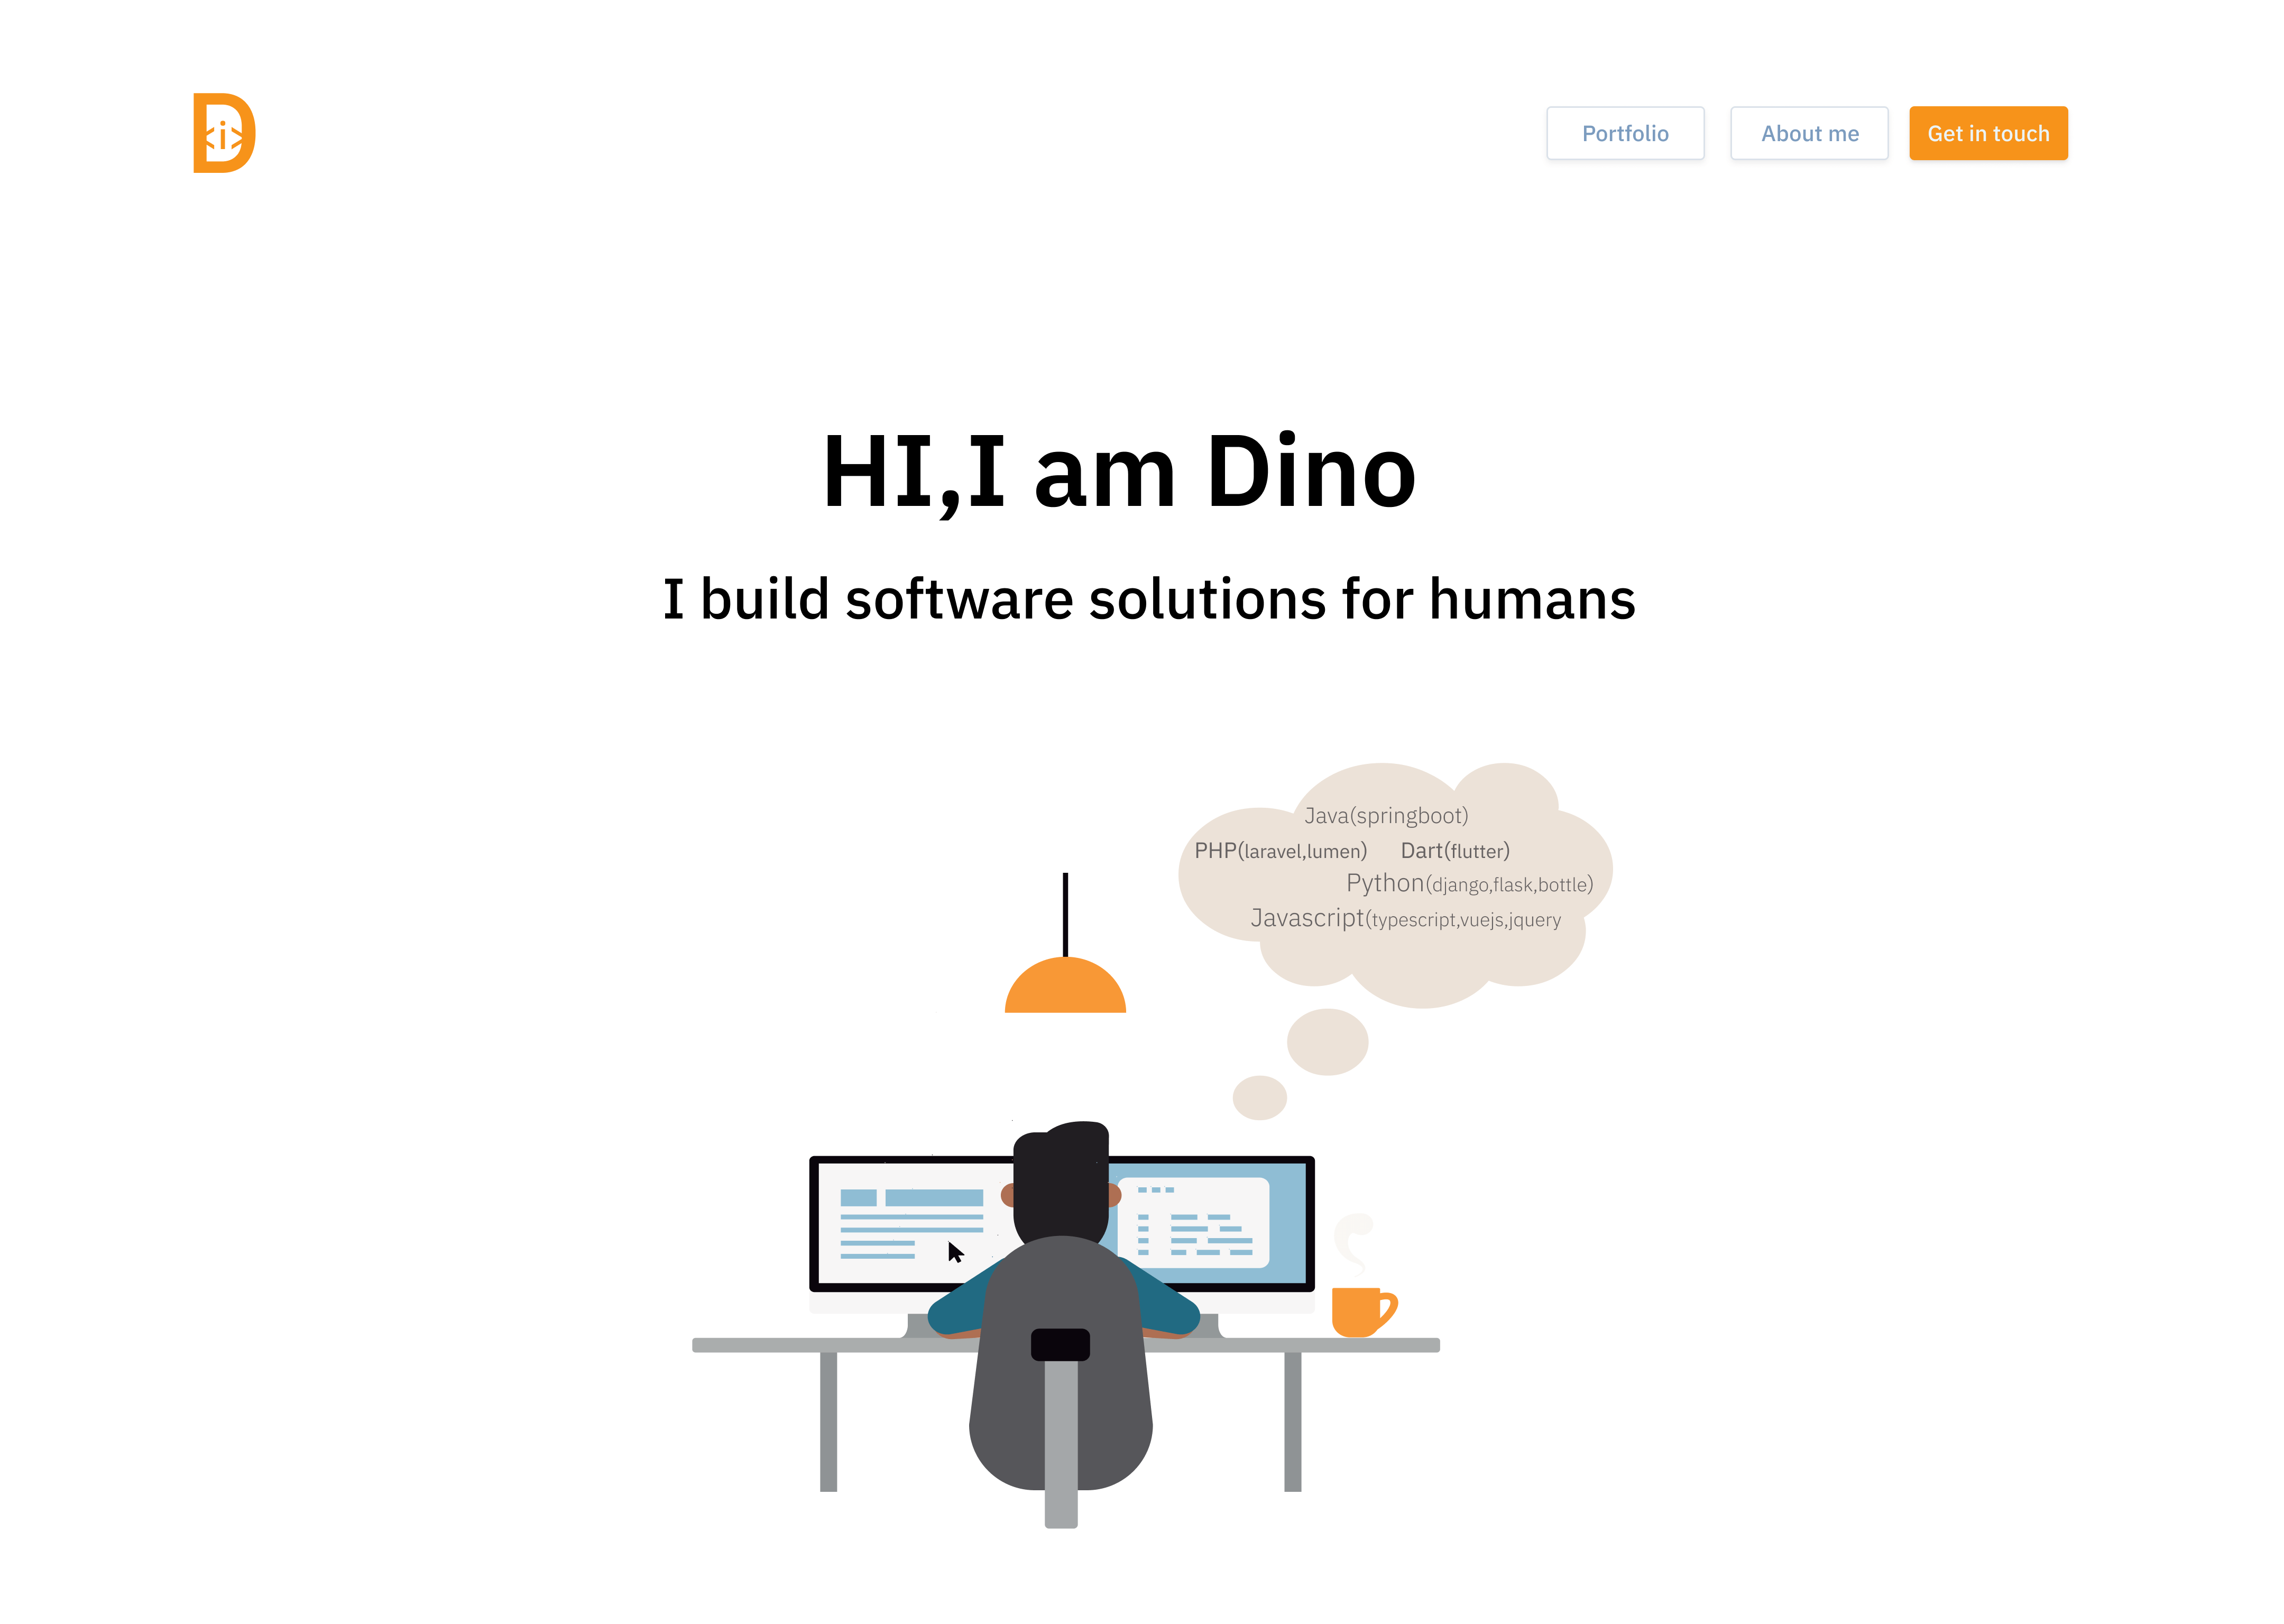 D
<i>
Portfolio
About me
Get in touch
HI,I am Dino
I build software solutions for humans
Java(springboot)
PHP(laravel,lumen) Dart(flutter)
Python(django,flask,bottle)
Javascript(typescript,vuejs,jquery